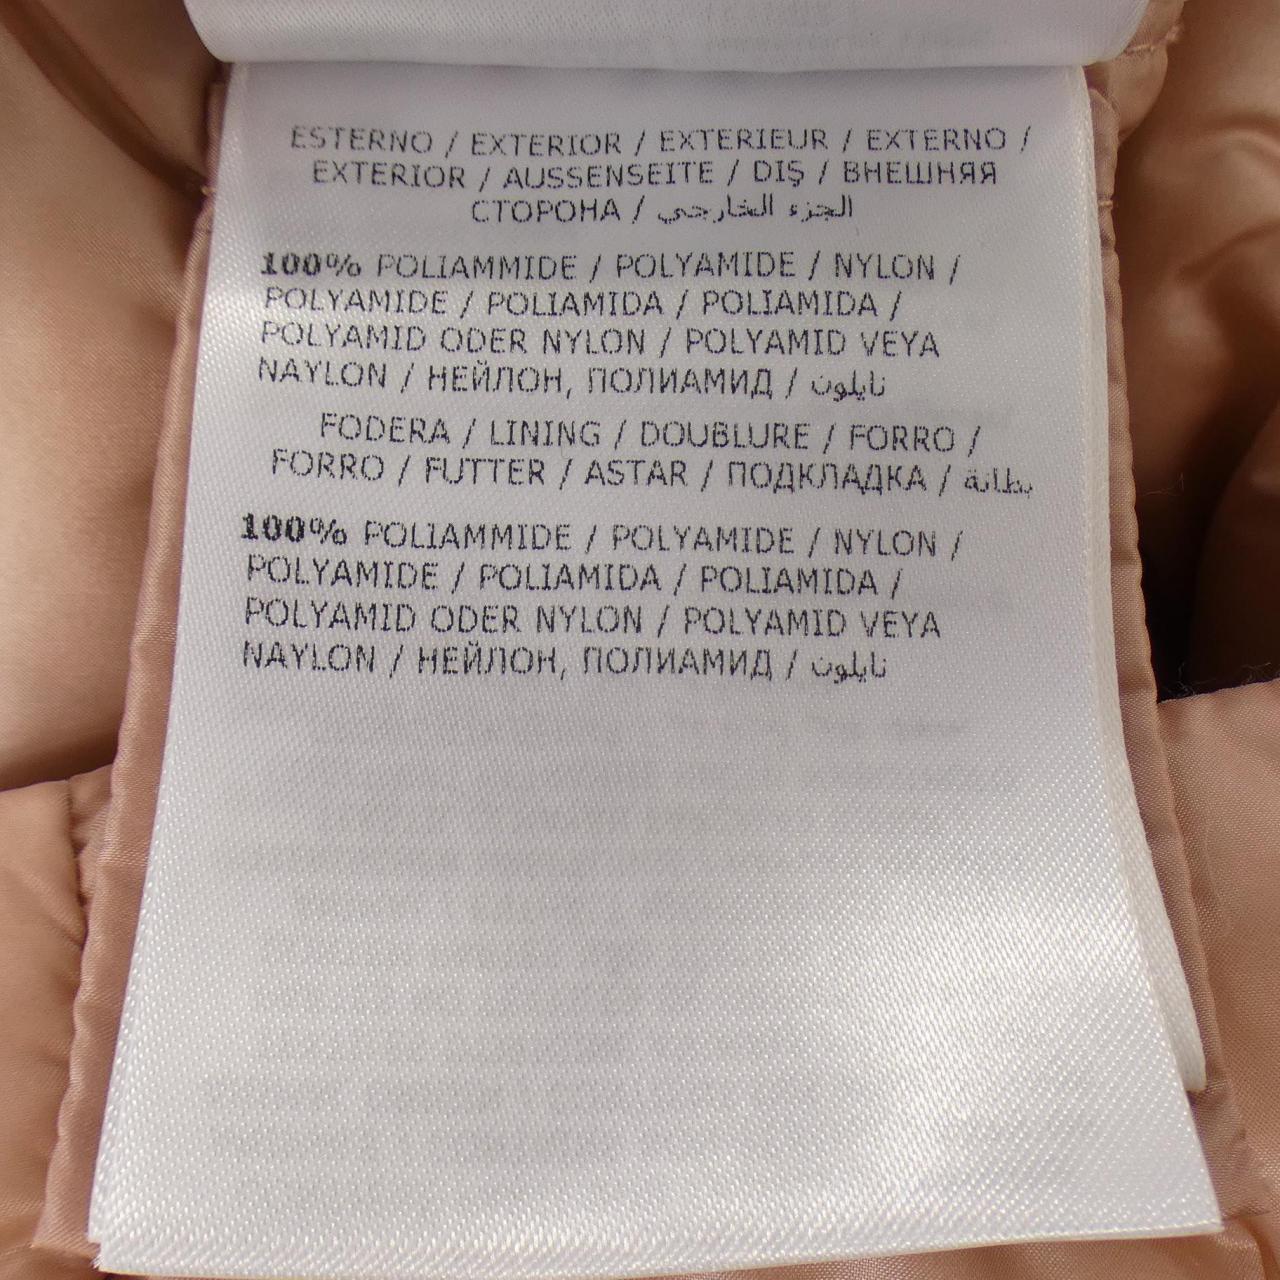 ESTERNO / EXTERIOR / EXTERIEUR / EXTERNO /
EXTERIOR / AUSSENSEITE / DIŞ / ВНЕШНЯЯ
СТОРОНА / الجزء الخارجي
100% POLIAMMIDE / POLYAMIDE / NYLON /
POLYAMIDE / POLIAMIDA / POLIAMIDA /
POLYAMID ODER NYLON / POLYAMID VEYA
NAYLON / НЕЙЛОН, ПОЛИАМИД / نايلون
FODERA / LINING / DOUBLURE / FORRO /
FORRO / FUTTER / ASTAR / ПОДКЛАДКА / بطانة
100% POLIAMMIDE / POLYAMIDE / NYLON /
POLYAMIDE / POLIAMIDA / POLIAMIDA /
POLYAMID ODER NYLON / POLYAMID VEYA
NAYLON / НЕЙЛОН, ПОЛИАМИД / نايلون